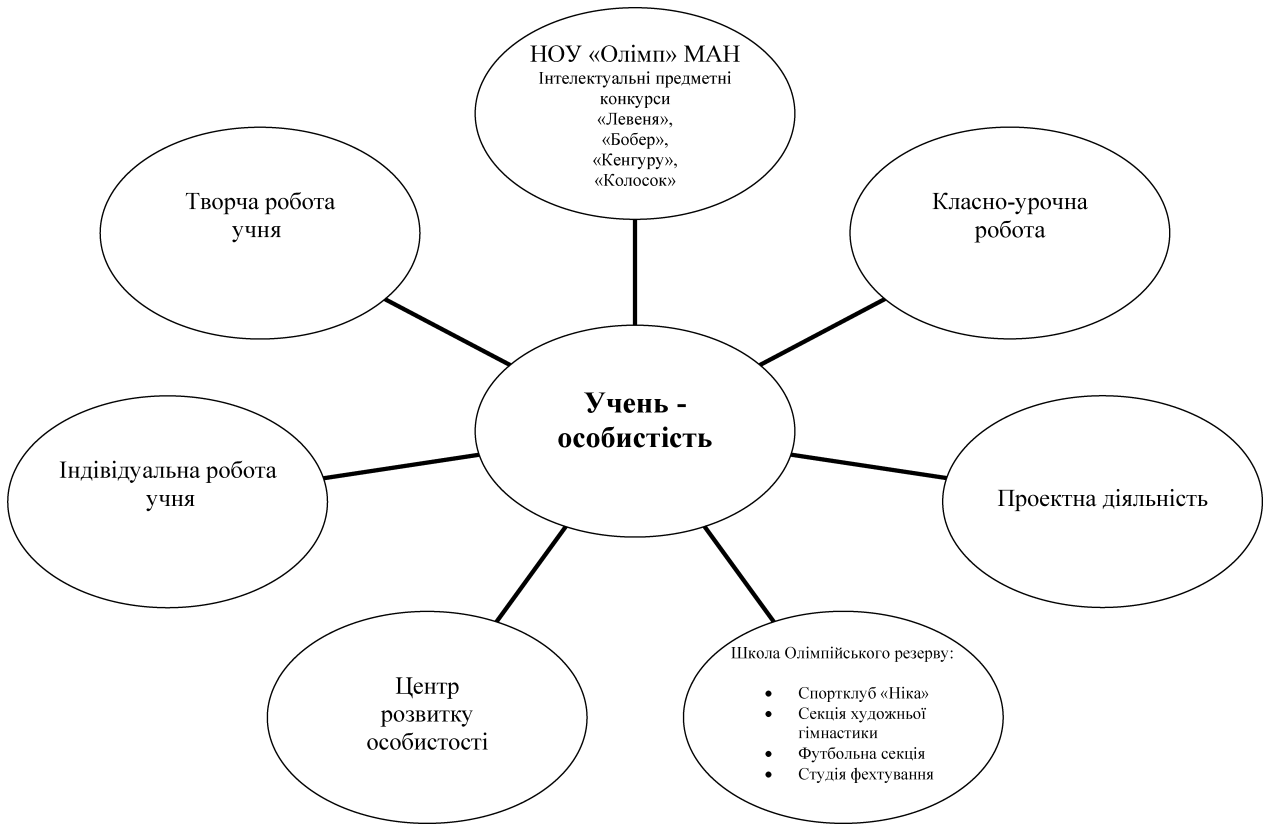 НОУ «Олімп» МАН
Інтелектуальні предметні
конкурси
«Левеня»,
«Бобер»,
«Кенгуру»,
«Колосок»
Творча робота
учня
Класно-урочна
робота
Учень -
особистість
Індівідуальна робота
учня
Проектна діяльність
Центр
розвитку
особистості
Школа Олімпійського резерву:
• Спортклуб «Ніка»
• Секція художньої
гімнастики
• Футбольна секція
• Студія фехтування